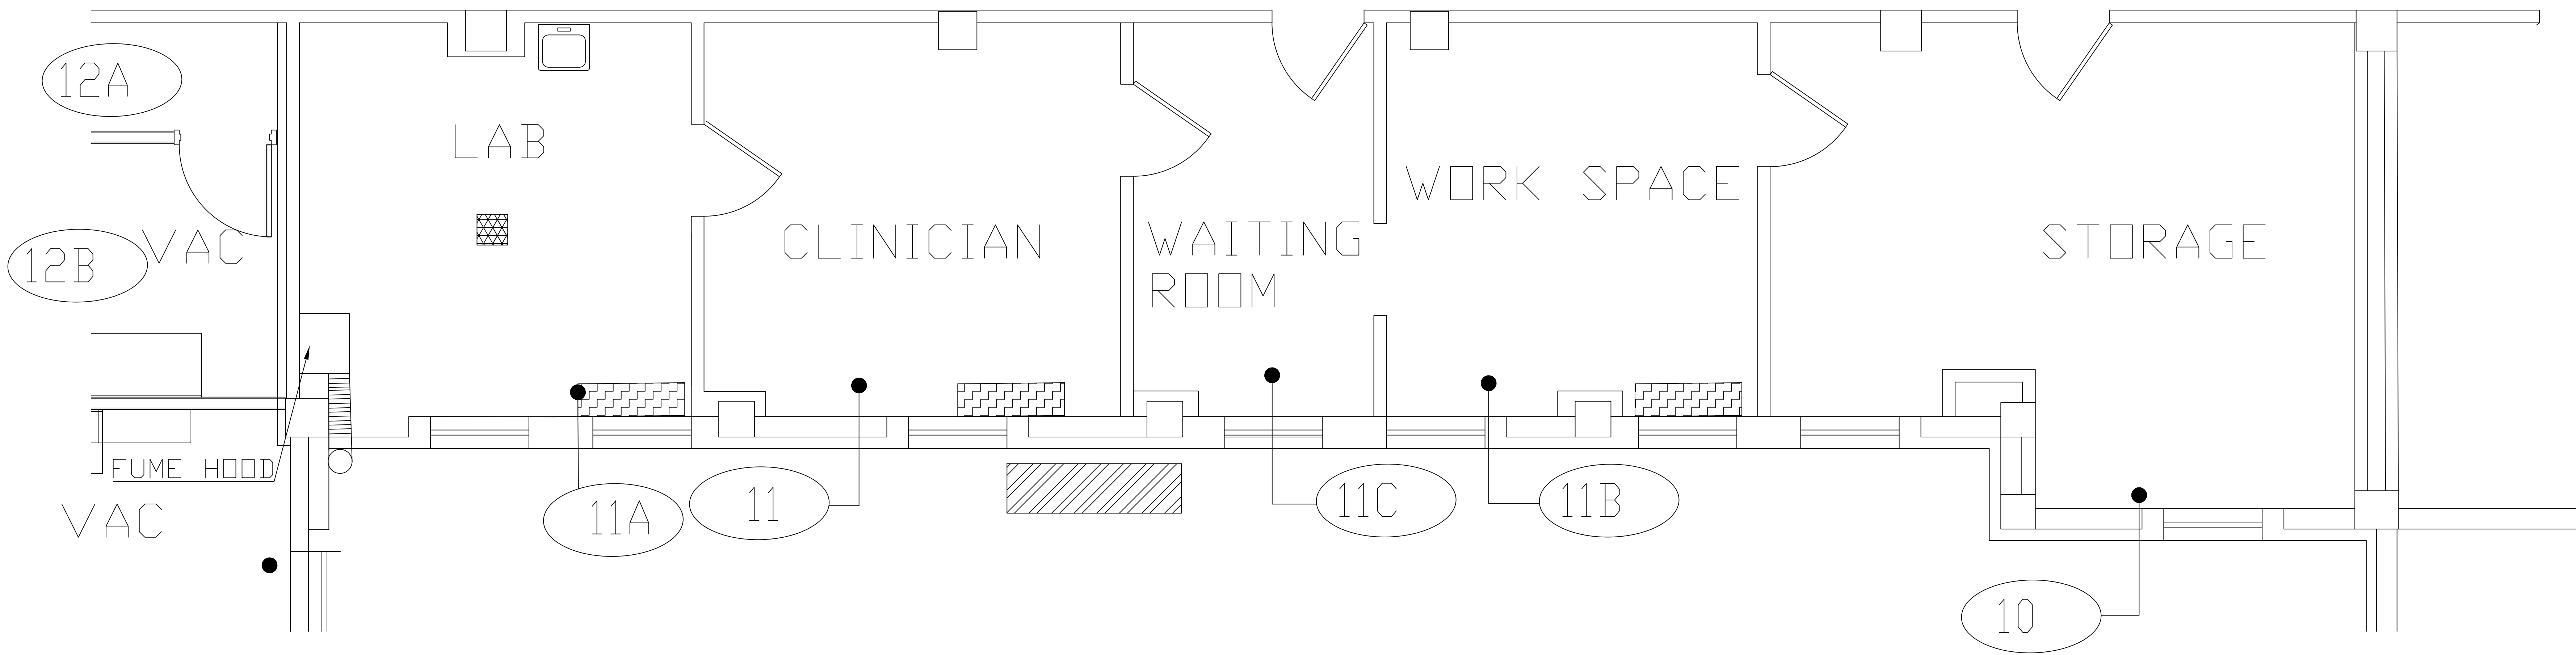 12A
LAB
WORK SPACE
12B
VAC
CLINICIAN
WAITING
ROOM
STORAGE
FUME HOOD
VAC
11A
11
11C
11B
10